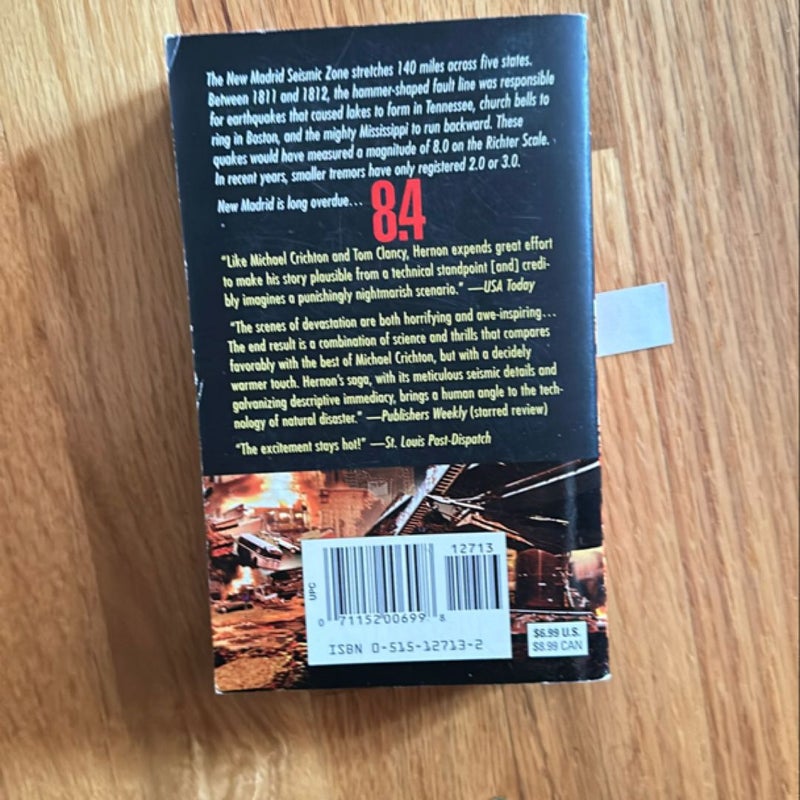 The New Madrid Seismic Zone stretches 140 miles across five states.
Between 1811 and 1812, the hammer-shaped fault line was responsible
for earthquakes that caused lakes to form in Tennessee, church bells to
ring in Boston, and the mighty Mississippi to run backward. These
quakes would have measured a magnitude of 8.0 on the Richter Scale.
In recent years, smaller tremors have only registered 2.0 or 3.0.
New Madrid is long overdue...
8.4
"Like Michael Crichton and Tom Clancy, Hernon expends great effort
to make his story plausible from a technical standpoint [and] credi-
bly imagines a punishingly nightmarish scenario." —USA Today
"The scenes of devastation are both horrifying and awe-inspiring...
The end result is a combination of science and thrills that compares
favorably with the best of Michael Crichton, but with a decidely
warmer touch. Hernon's saga, with its meticulous seismic details and
galvanizing descriptive immediacy, brings a human angle to the tech-
nology of natural disaster." —Publishers Weekly (starred review)
"The excitement stays hot!" —St. Louis Post-Dispatch
12713
UPC
0 71152 00699 8
ISBN 0-515-12713-2
$6.99 U.S.
$8.99 CAN